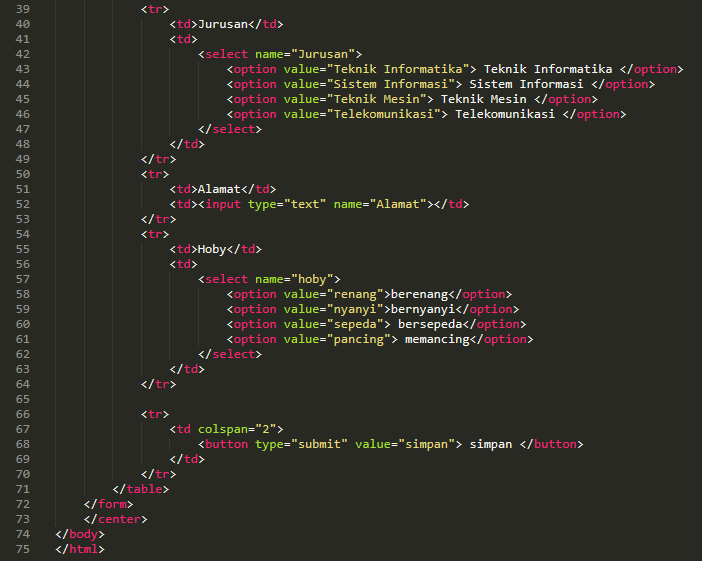 39 <tr>
40 <td>Jurusan</td>
41 <td>
42 <select name="Jurusan">
43 <option value="Teknik Informatika"> Teknik Informatika </option>
44 <option value="Sistem Informasi"> Sistem Informasi </option>
45 <option value="Teknik Mesin"> Teknik Mesin </option>
46 <option value="Telekomunikasi"> Telekomunikasi </option>
47 </select>
48 </td>
49 </tr>
50 <tr>
51 <td>Alamat</td>
52 <td><input type="text" name="Alamat"></td>
53 </tr>
54 <tr>
55 <td>Hoby</td>
56 <td>
57 <select name="hoby">
58 <option value="renang">berenang</option>
59 <option value="nyanyi">bernyanyi</option>
60 <option value="sepeda"> bersepeda</option>
61 <option value="pancing"> memancing</option>
62 </select>
63 </td>
64 </tr>
65
66 <tr>
67 <td colspan="2">
68 <button type="submit" value="simpan"> simpan </button>
69 </td>
70 </tr>
71 </table>
72 </form>
73 </center>
74 </body>
75 </html>